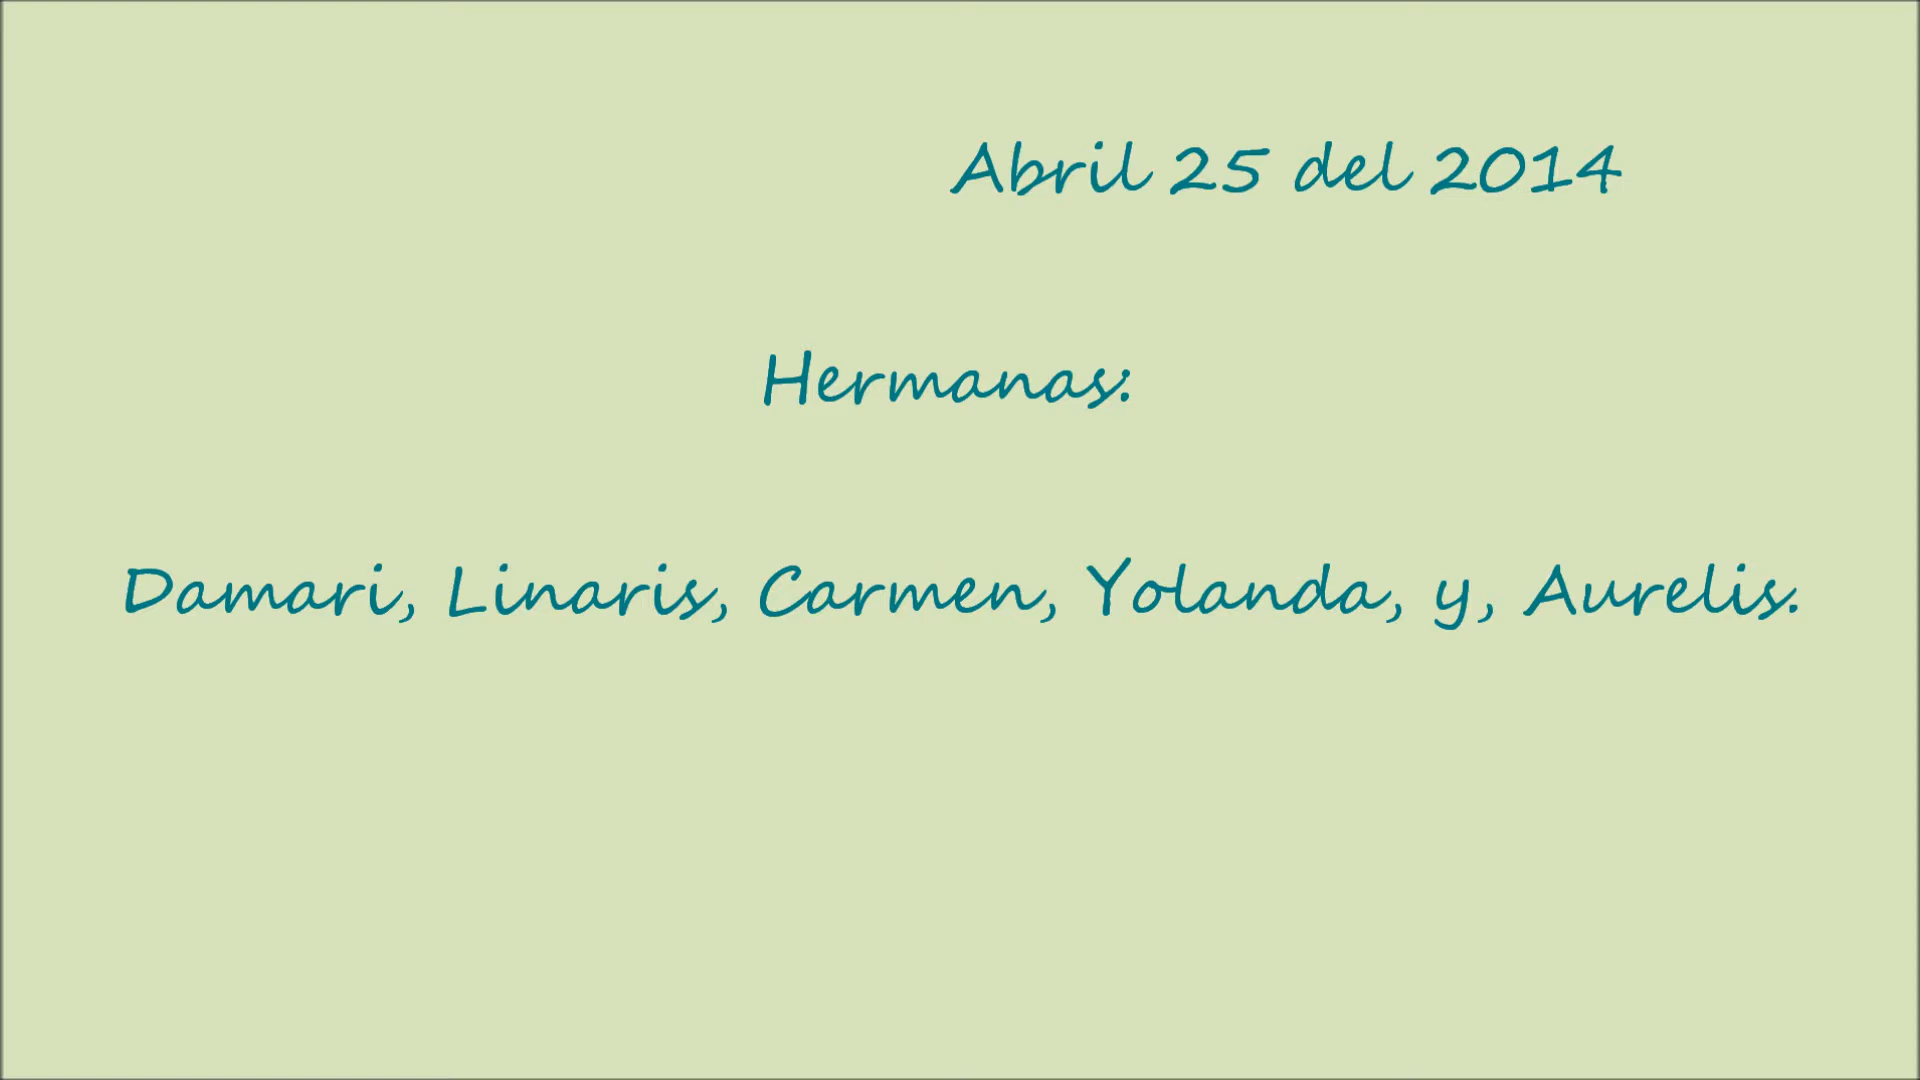 Abril 25 del 2014
Hermanas:
Damari, Linaris, Carmen, Yolanda, y, Aurelis.